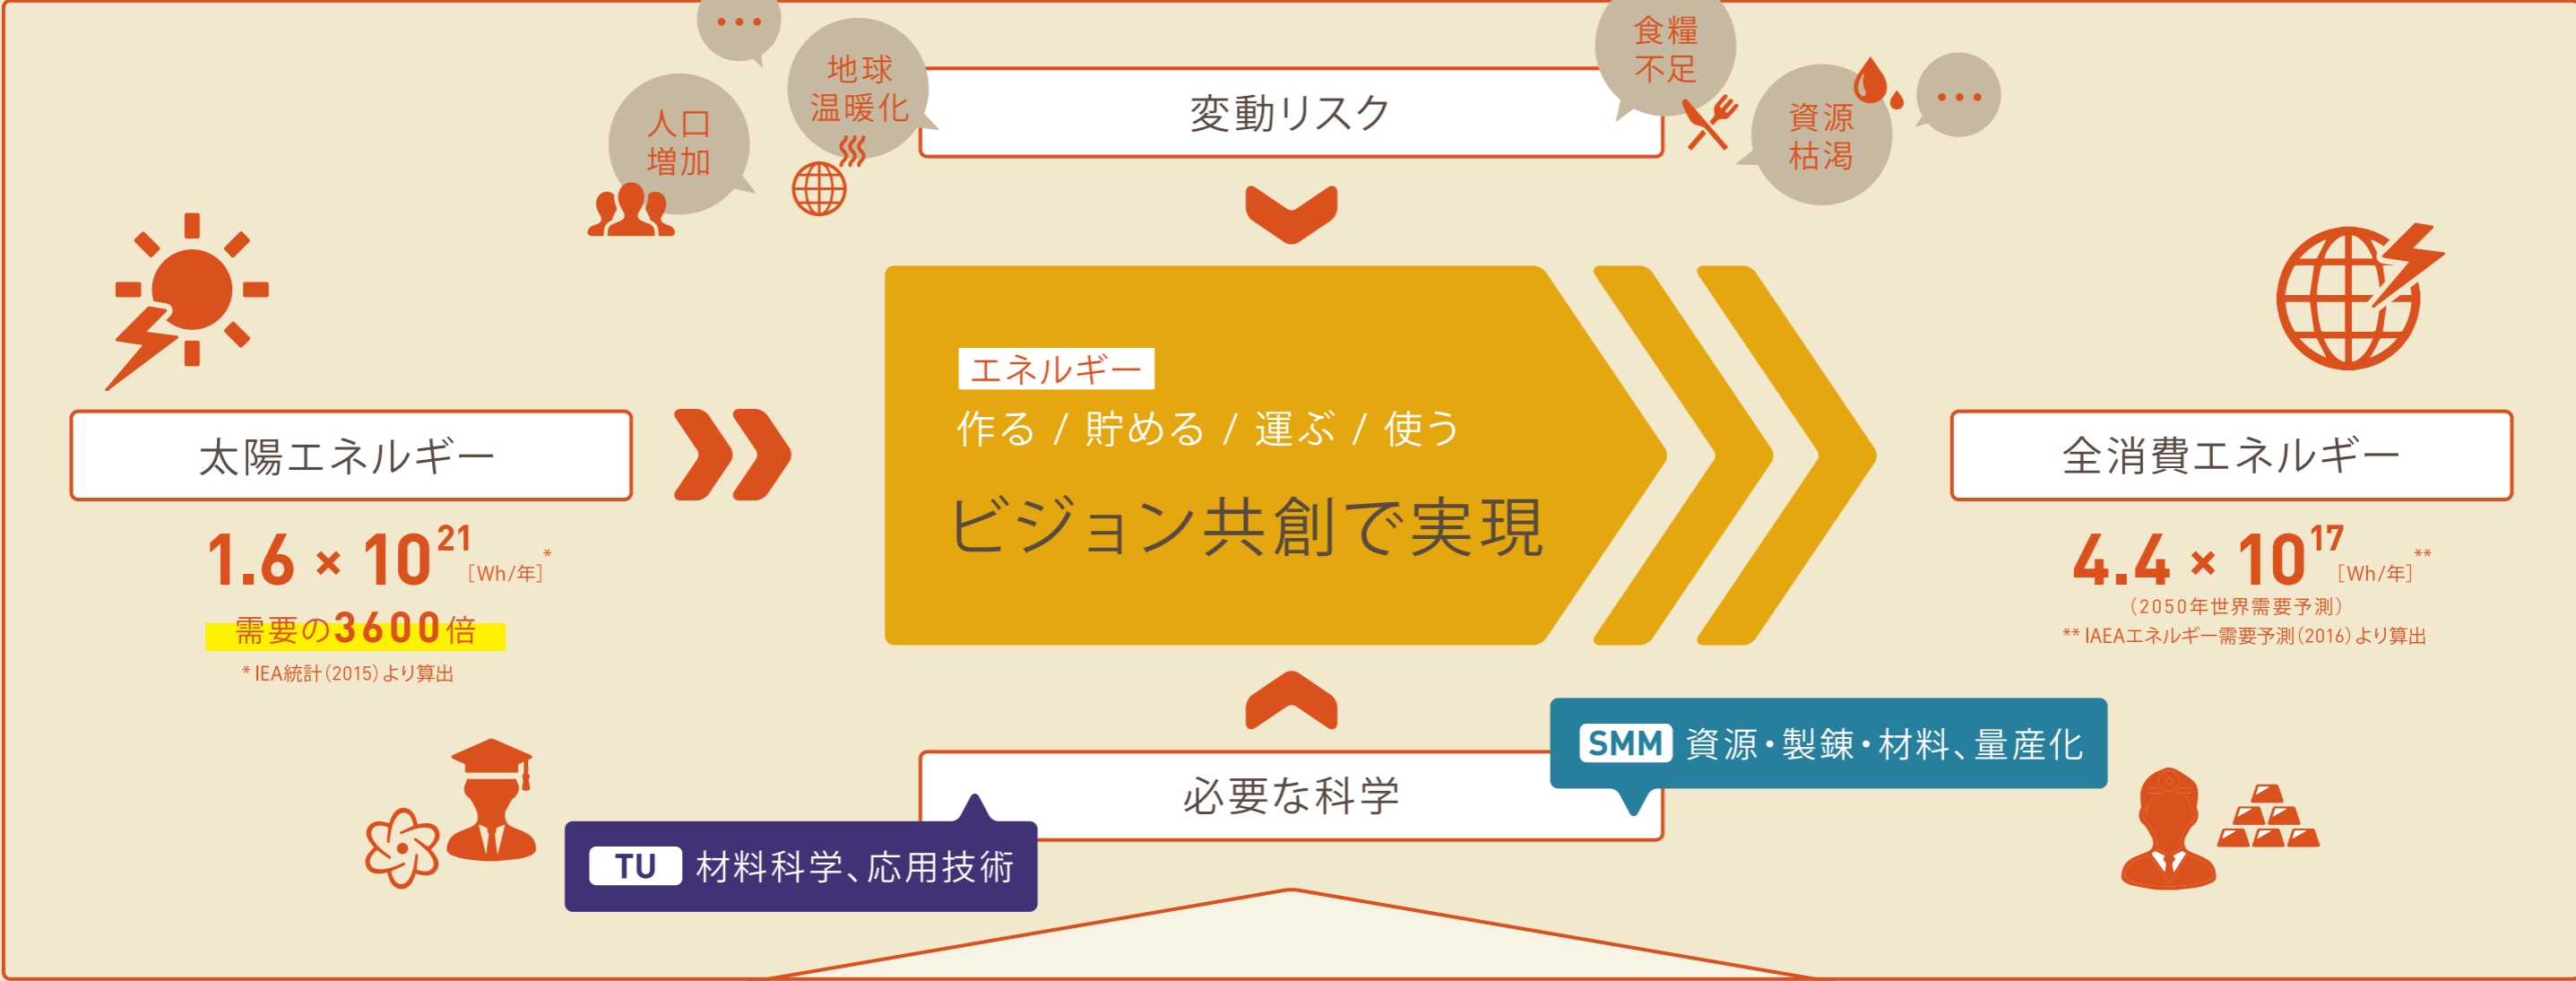 ・・・
人口
増加
地球
温暖化
変動リスク
食糧
不足
資源
枯渇
・・・
太陽エネルギー
1.6 × 10²¹ [Wh/年]*
需要の3600倍
* IEA統計(2015)より算出
エネルギー
作る / 貯める / 運ぶ / 使う
ビジョン共創で実現
全消費エネルギー
4.4 × 10¹⁷ [Wh/年]**
(2050年世界需要予測)
** IAEAエネルギー需要予測(2016)より算出
必要な科学
SMM 資源・製錬・材料、量産化
TU 材料科学、応用技術